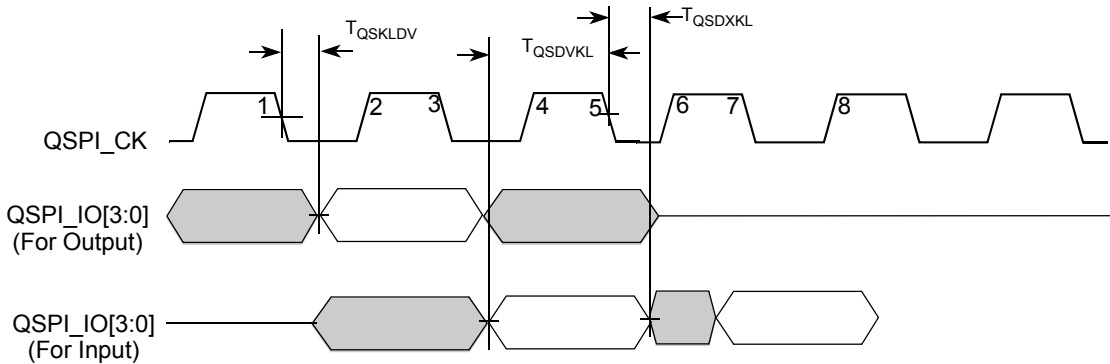 T_QSKLDV
T_QSDVKL
T_QSDXKL
1 2 3 4 5 6 7 8
QSPI_CK
QSPI_IO[3:0]
(For Output)
QSPI_IO[3:0]
(For Input)